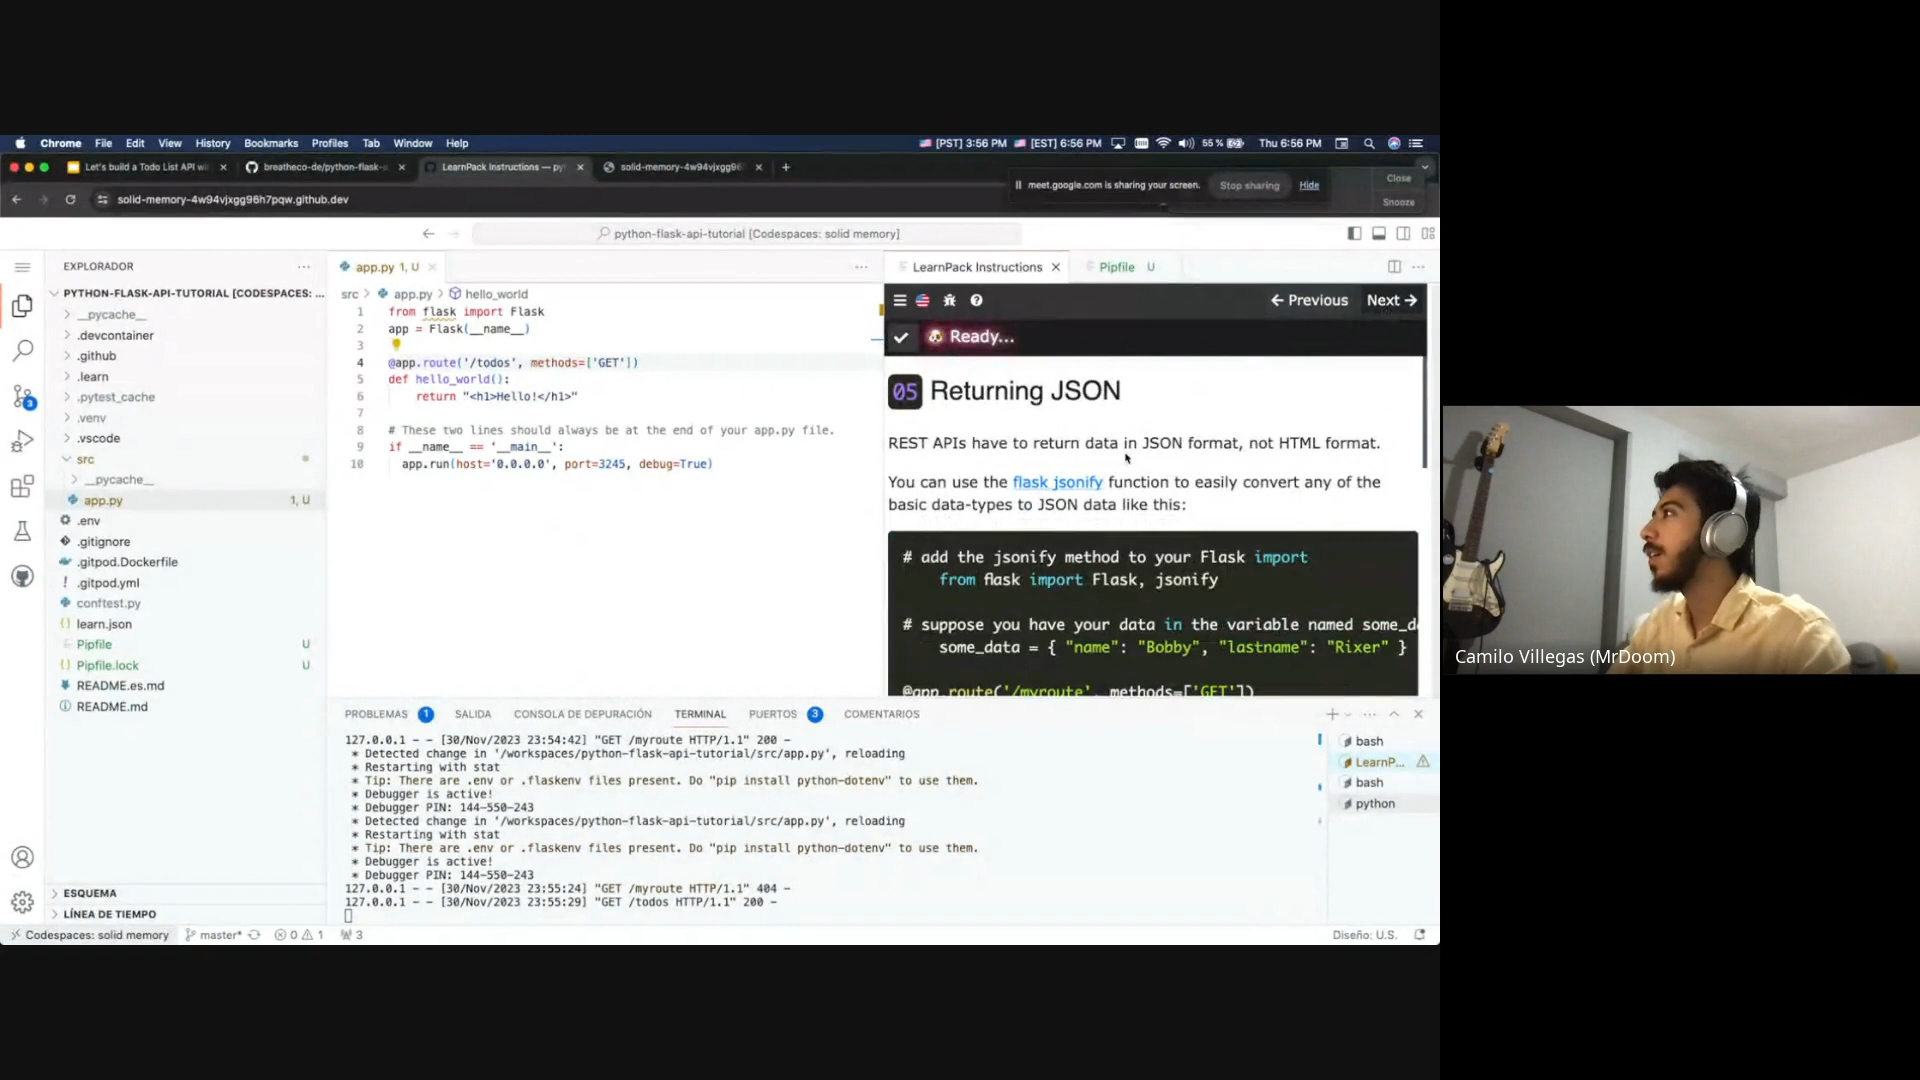 Chrome File Edit View History Bookmarks Profiles Tab Window Help
[PST] 3:56 PM [EST] 6:56 PM 55 % Thu 6:56 PM
Let's build a Todo List API wi
breatheco-de/python-flask-a
LearnPack Instructions — py
solid-memory-4w94vjxgg96
solid-memory-4w94vjxgg96h7pqw.github.dev
meet.google.com is sharing your screen. Stop sharing Hide
Close
Snooze
python-flask-api-tutorial [Codespaces: solid memory]
EXPLORADOR
PYTHON-FLASK-API-TUTORIAL [CODESPACES: ...
__pycache__
.devcontainer
.github
.learn
.pytest_cache
.venv
.vscode
src
__pycache__
app.py 1, U
.env
.gitignore
.gitpod.Dockerfile
.gitpod.yml
conftest.py
learn.json
Pipfile U
Pipfile.lock U
README.es.md
README.md
ESQUEMA
LÍNEA DE TIEMPO
3
app.py 1, U
src > app.py > hello_world
1 from flask import Flask
2 app = Flask(__name__)
3
4 @app.route('/todos', methods=['GET'])
5 def hello_world():
6 return "<h1>Hello!</h1>"
7
8 # These two lines should always be at the end of your app.py file.
9 if __name__ == '__main__':
10 app.run(host='0.0.0.0', port=3245, debug=True)
LearnPack Instructions Pipfile U
← Previous Next →
Ready...
05 Returning JSON
REST APIs have to return data in JSON format, not HTML format.
You can use the flask jsonify function to easily convert any of the
basic data-types to JSON data like this:
# add the jsonify method to your Flask import
from flask import Flask, jsonify
# suppose you have your data in the variable named some_d
some_data = { "name": "Bobby", "lastname": "Rixer" }
@app.route('/myroute', methods=['GET'])
PROBLEMAS 1 SALIDA CONSOLA DE DEPURACIÓN TERMINAL PUERTOS 3 COMENTARIOS
127.0.0.1 - - [30/Nov/2023 23:54:42] "GET /myroute HTTP/1.1" 200 -
* Detected change in '/workspaces/python-flask-api-tutorial/src/app.py', reloading
* Restarting with stat
* Tip: There are .env or .flaskenv files present. Do "pip install python-dotenv" to use them.
* Debugger is active!
* Debugger PIN: 144-550-243
* Detected change in '/workspaces/python-flask-api-tutorial/src/app.py', reloading
* Restarting with stat
* Tip: There are .env or .flaskenv files present. Do "pip install python-dotenv" to use them.
* Debugger is active!
* Debugger PIN: 144-550-243
127.0.0.1 - - [30/Nov/2023 23:55:24] "GET /myroute HTTP/1.1" 404 -
127.0.0.1 - - [30/Nov/2023 23:55:29] "GET /todos HTTP/1.1" 200 -
bash
LearnP...
bash
python
Codespaces: solid memory master* 0 1 3 Diseño: U.S.
Camilo Villegas (MrDoom)